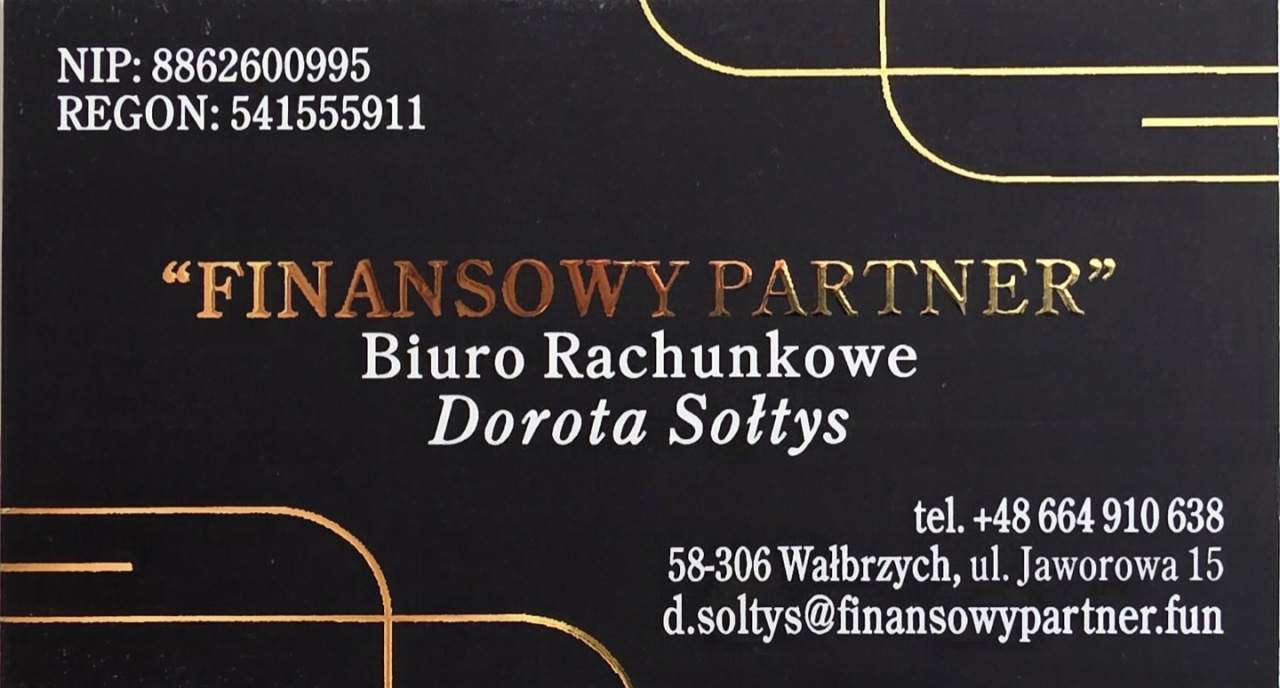 NIP: 8862600995
REGON: 541555911
“FINANSOWY PARTNER”
Biuro Rachunkowe
Dorota Sołtys
tel. +48 664 910 638
58-306 Wałbrzych, ul. Jaworowa 15
d.soltys@finansowypartner.fun